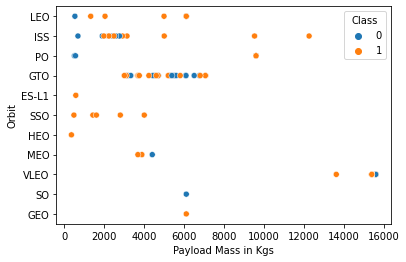 Class
0
1
LEO
ISS
PO
GTO
ES-L1
SSO
HEO
MEO
VLEO
SO
GEO
Orbit
0 2000 4000 6000 8000 10000 12000 14000 16000
Payload Mass in Kgs